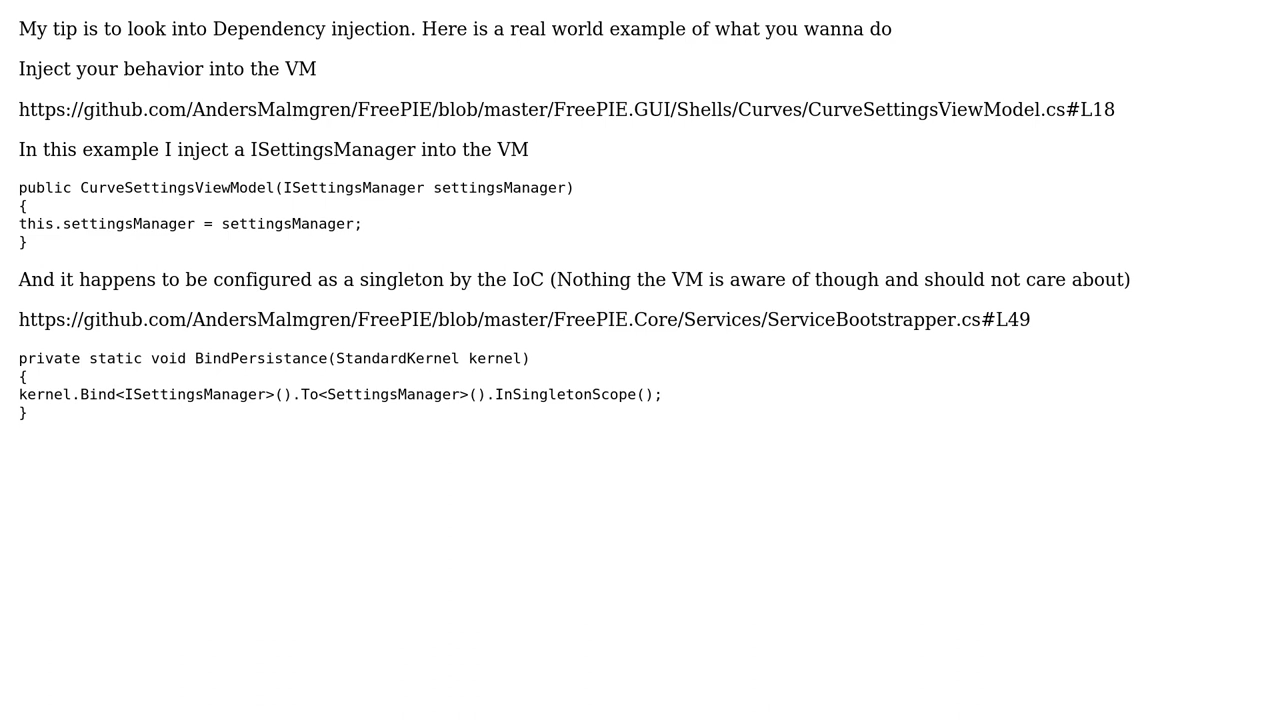 My tip is to look into Dependency injection. Here is a real world example of what you wanna do
Inject your behavior into the VM
https://github.com/AndersMalmgren/FreePIE/blob/master/FreePIE.GUI/Shells/Curves/CurveSettingsViewModel.cs#L18
In this example I inject a ISettingsManager into the VM
public CurveSettingsViewModel(ISettingsManager settingsManager)
{
this.settingsManager = settingsManager;
}
And it happens to be configured as a singleton by the IoC (Nothing the VM is aware of though and should not care about)
https://github.com/AndersMalmgren/FreePIE/blob/master/FreePIE.Core/Services/ServiceBootstrapper.cs#L49
private static void BindPersistance(StandardKernel kernel)
{
kernel.Bind<ISettingsManager>().To<SettingsManager>().InSingletonScope();
}